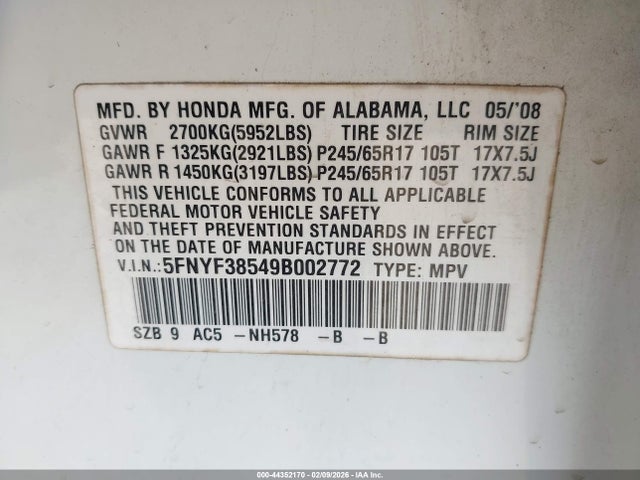 MFD. BY HONDA MFG. OF ALABAMA, LLC 05/'08
GVWR 2700KG(5952LBS) TIRE SIZE RIM SIZE
GAWR F 1325KG(2921LBS) P245/65R17 105T 17X7.5J
GAWR R 1450KG(3197LBS) P245/65R17 105T 17X7.5J
THIS VEHICLE CONFORMS TO ALL APPLICABLE
FEDERAL MOTOR VEHICLE SAFETY
AND THEFT PREVENTION STANDARDS IN EFFECT
ON THE DATE OF MANUFACTURE SHOWN ABOVE.
V.I.N.: 5FNYF38549B002772 TYPE: MPV
SZB 9 AC5 -NH578 -B -B
000-44352170 - 02/09/2026 - IAA Inc.